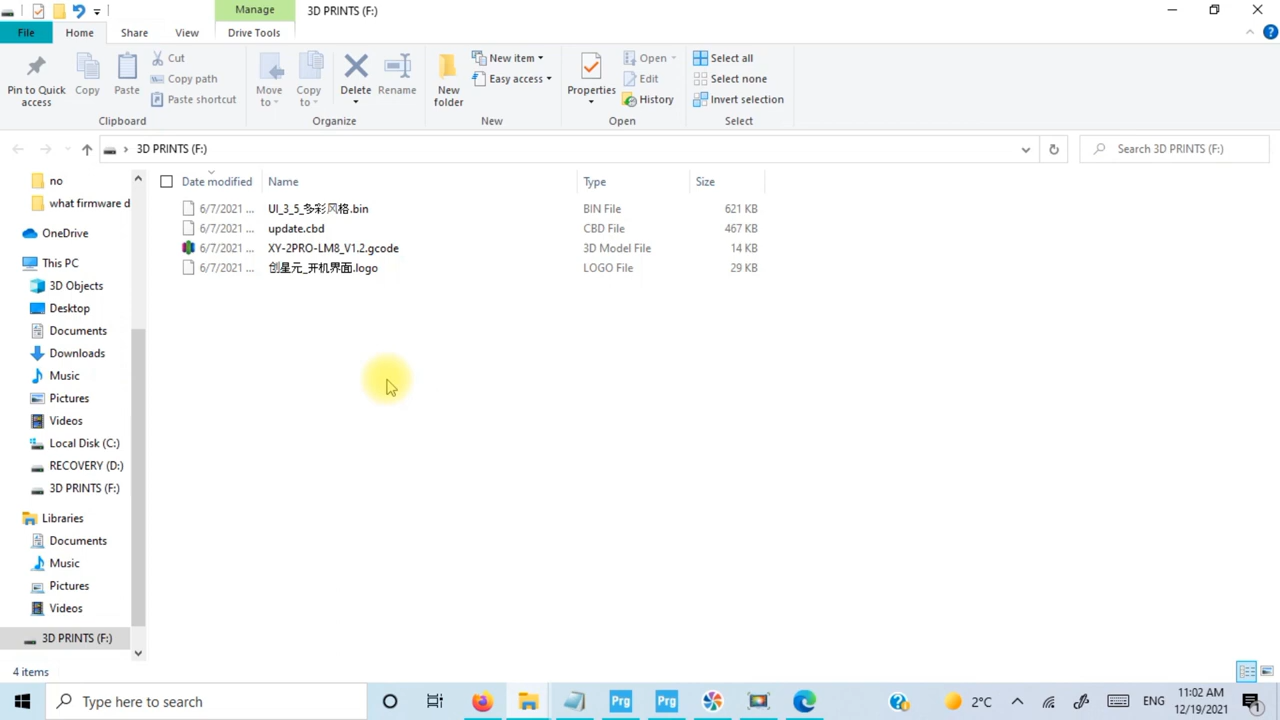 Manage
3D PRINTS (F:)
File
Home
Share
View
Drive Tools
Pin to Quick access
Copy
Paste
Cut
Copy path
Paste shortcut
Clipboard
Move to
Copy to
Delete
Rename
Organize
New folder
New item
Easy access
New
Properties
Open
Edit
History
Open
Select all
Select none
Invert selection
Select
3D PRINTS (F:)
Search 3D PRINTS (F:)
Date modified
Name
Type
Size
6/7/2021 ... UI_3_5_多彩风格.bin BIN File 621 KB
6/7/2021 ... update.cbd CBD File 467 KB
6/7/2021 ... XY-2PRO-LM8_V1.2.gcode 3D Model File 14 KB
6/7/2021 ... 创星元_开机界面.logo LOGO File 29 KB
no
what firmware d
OneDrive
This PC
3D Objects
Desktop
Documents
Downloads
Music
Pictures
Videos
Local Disk (C:)
RECOVERY (D:)
3D PRINTS (F:)
Libraries
Documents
Music
Pictures
Videos
3D PRINTS (F:)
4 items
Type here to search
Prg
Prg
2°C
ENG
11:02 AM
12/19/2021
1